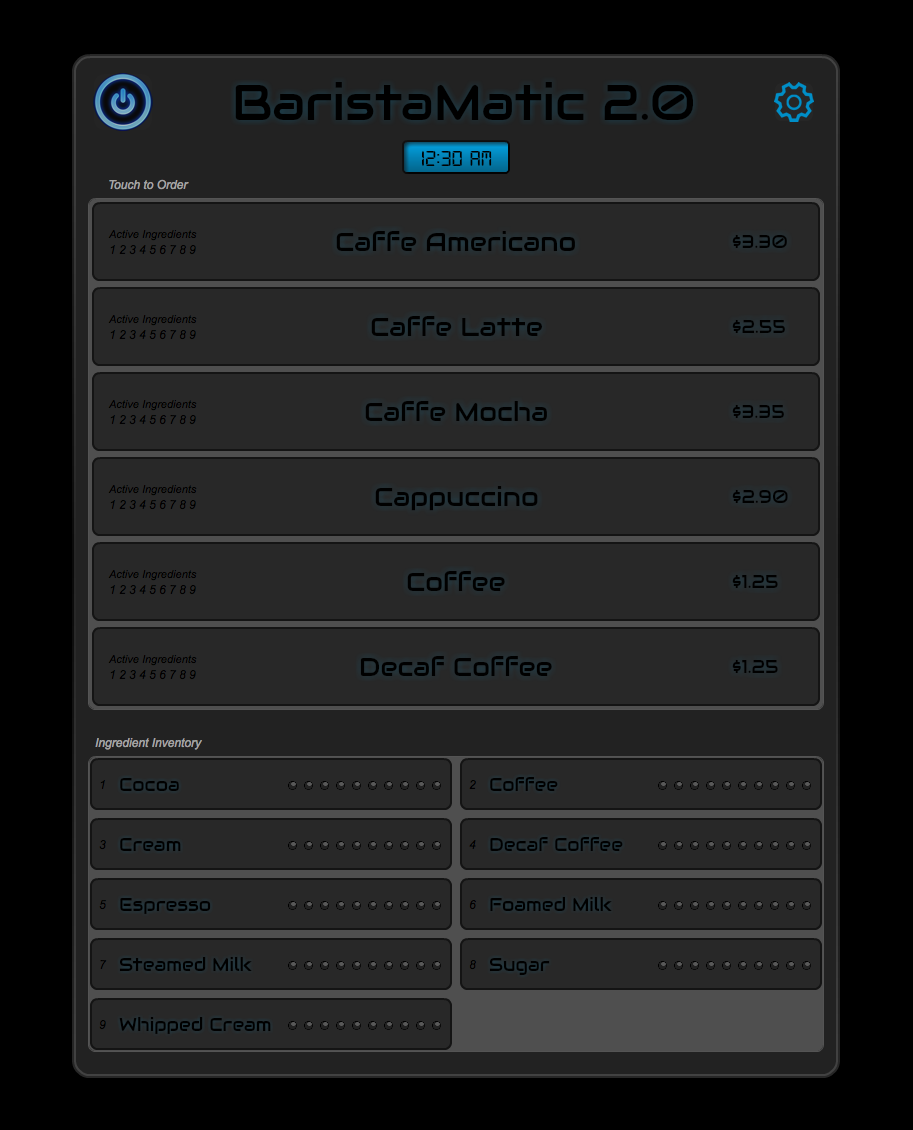 BaristaMatic 2.0
12:30 AM
Touch to Order
Active Ingredients
1 2 3 4 5 6 7 8 9
Caffe Americano
$3.30
Active Ingredients
1 2 3 4 5 6 7 8 9
Caffe Latte
$2.55
Active Ingredients
1 2 3 4 5 6 7 8 9
Caffe Mocha
$3.35
Active Ingredients
1 2 3 4 5 6 7 8 9
Cappuccino
$2.90
Active Ingredients
1 2 3 4 5 6 7 8 9
Coffee
$1.25
Active Ingredients
1 2 3 4 5 6 7 8 9
Decaf Coffee
$1.25
Ingredient Inventory
1 Cocoa
2 Coffee
3 Cream
4 Decaf Coffee
5 Espresso
6 Foamed Milk
7 Steamed Milk
8 Sugar
9 Whipped Cream